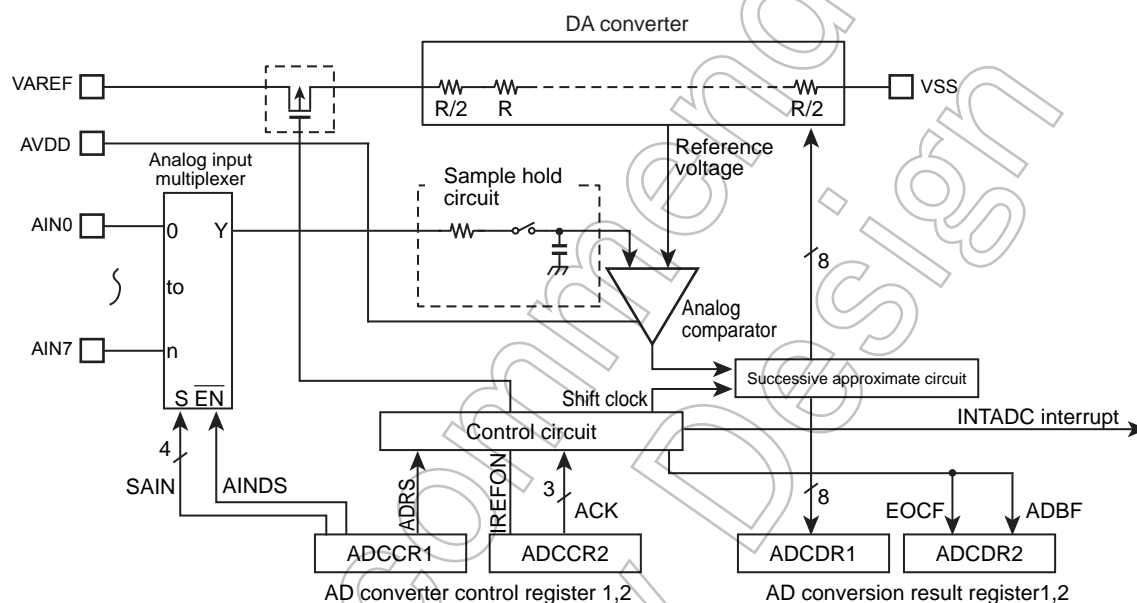 DA converter
VAREF
R/2 R R/2
VSS
AVDD
Analog input
multiplexer
Sample hold
circuit
Reference
voltage
AIN0
0 Y
to
AIN7
n
S EN
8
Analog
comparator
Successive approximate circuit
Shift clock
Control circuit
INTADC interrupt
4
SAIN
AINDS
ADRS
IREFON
3
ACK
8
EOCF
ADBF
ADCCR1
ADCCR2
ADCDR1
ADCDR2
AD converter control register 1,2
AD conversion result register1,2
ommend
Design